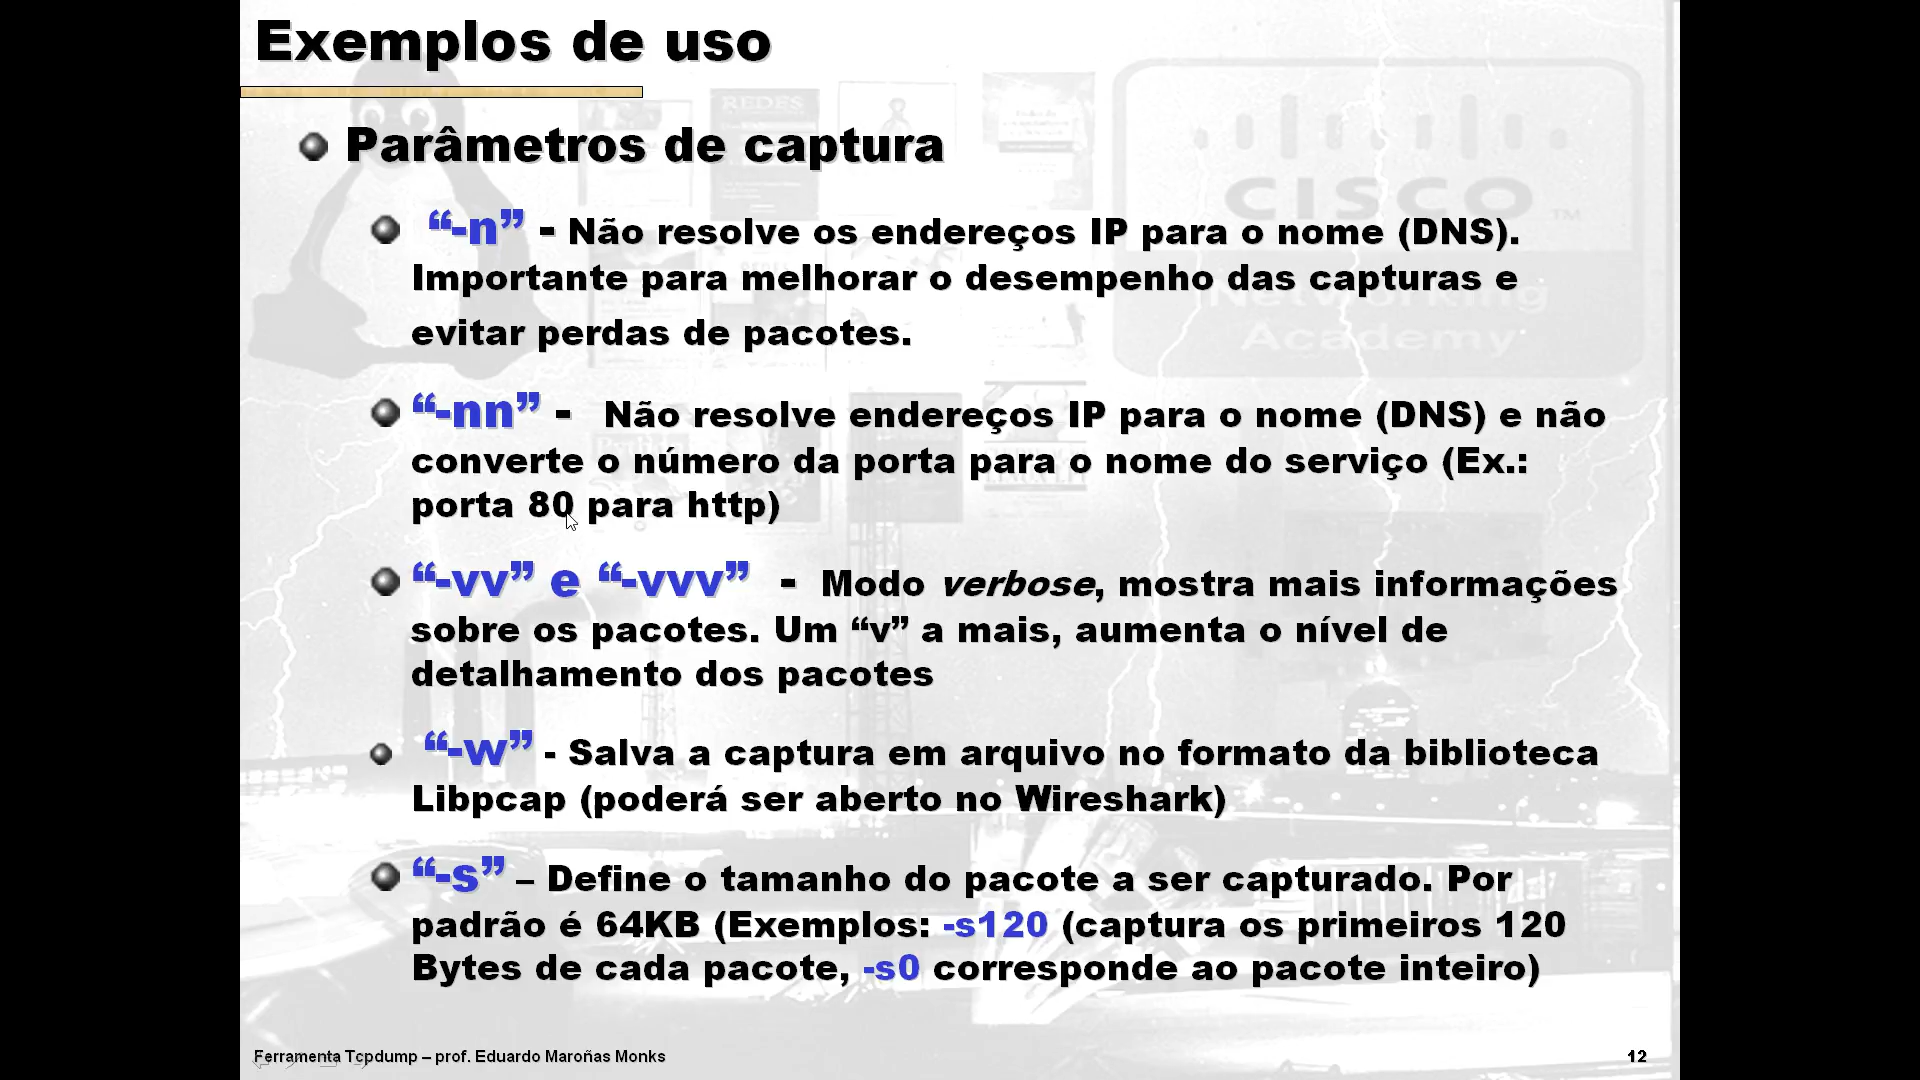 Exemplos de uso
REDES
Parâmetros de captura
CISCO
TM
“-n” - Não resolve os endereços IP para o nome (DNS).
Importante para melhorar o desempenho das capturas e
Networking
evitar perdas de pacotes.
Academy
“-nn” - Não resolve endereços IP para o nome (DNS) e não
converte o número da porta para o nome do serviço (Ex.:
porta 80 para http)
“-vv” e “-vvv” - Modo verbose, mostra mais informações
sobre os pacotes. Um “v” a mais, aumenta o nível de
detalhamento dos pacotes
“-w” - Salva a captura em arquivo no formato da biblioteca
Libpcap (poderá ser aberto no Wireshark)
“-s” – Define o tamanho do pacote a ser capturado. Por
padrão é 64KB (Exemplos: -s120 (captura os primeiros 120
Bytes de cada pacote, -s0 corresponde ao pacote inteiro)
Ferramenta Tcpdump – prof. Eduardo Maroñas Monks
12